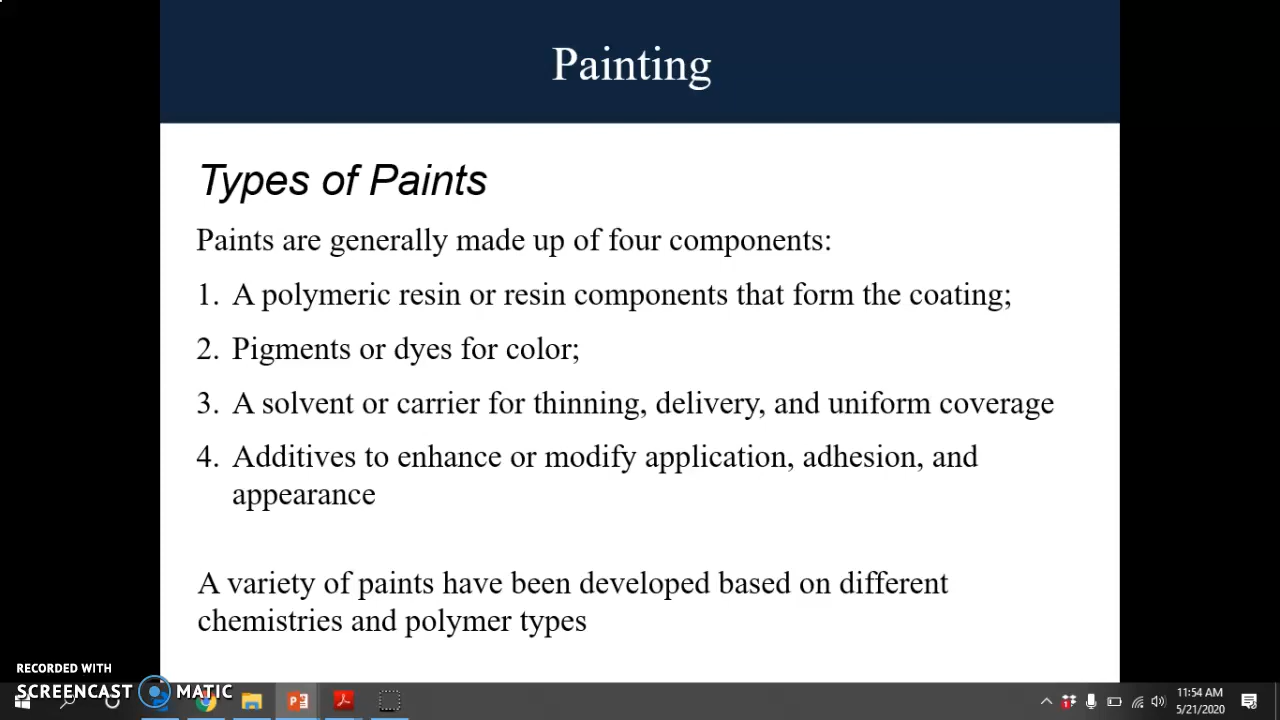 Painting
Types of Paints
Paints are generally made up of four components:
1. A polymeric resin or resin components that form the coating;
2. Pigments or dyes for color;
3. A solvent or carrier for thinning, delivery, and uniform coverage
4. Additives to enhance or modify application, adhesion, and
appearance
A variety of paints have been developed based on different
chemistries and polymer types
RECORDED WITH
SCREENCAST MATIC
11:54 AM
5/21/2020